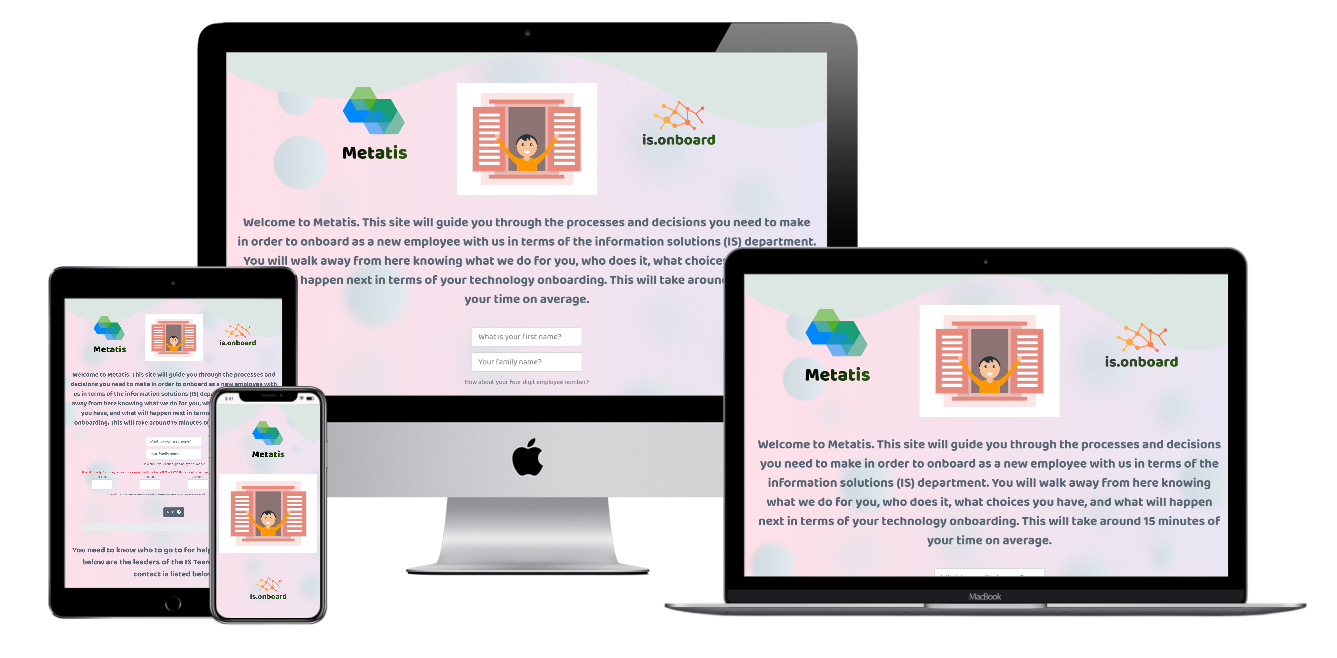 Metatis
is.onboard
Welcome to Metatis. This site will guide you through the processes and decisions you need to make
in order to onboard as a new employee with us in terms of the information solutions (IS) department.
You will walk away from here knowing what we do for you, who does it, what choices
happen next in terms of your technology onboarding. This will take around
your time on average.
What is your first name?
Your family name?
How about your four digit employee number?
Metatis
is.onboard
Welcome to Metatis. This site will guide you through the processes and
decisions you need to make in order to onboard as a new employee with
us in terms of the information solutions (IS)
away from here knowing what we do for you, who
you have, and what will happen next in terms
onboarding. This will take around 15 minutes of
What is your first name?
Your family name?
You need to know who to go to for help
below are the leaders of the IS Team
contact is listed below
Metatis
is.onboard
Metatis
is.onboard
Welcome to Metatis. This site will guide you through the processes and decisions
you need to make in order to onboard as a new employee with us in terms of the
information solutions (IS) department. You will walk away from here knowing
what we do for you, who does it, what choices you have, and what will happen
next in terms of your technology onboarding. This will take around 15 minutes of
your time on average.
MacBook